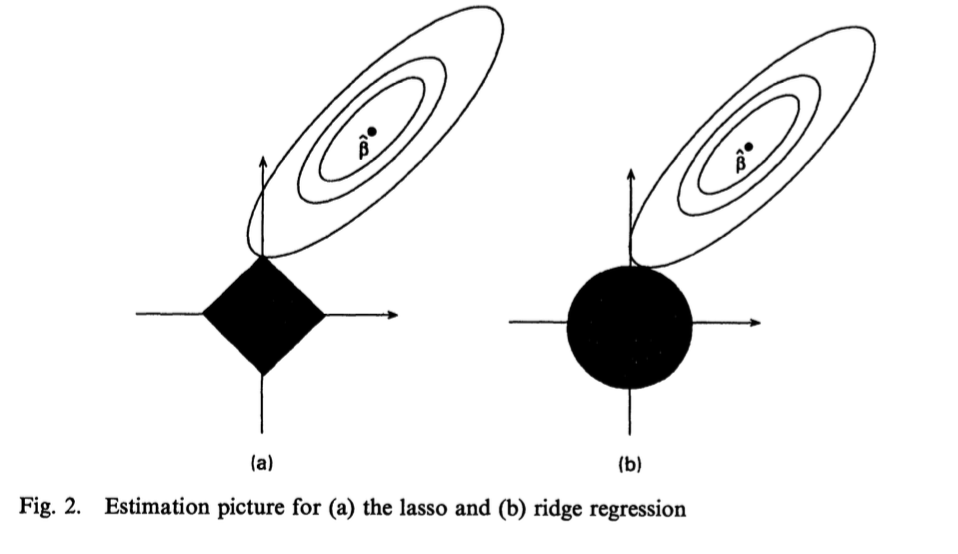 β̂
β̂
(a)
(b)
Fig. 2. Estimation picture for (a) the lasso and (b) ridge regression